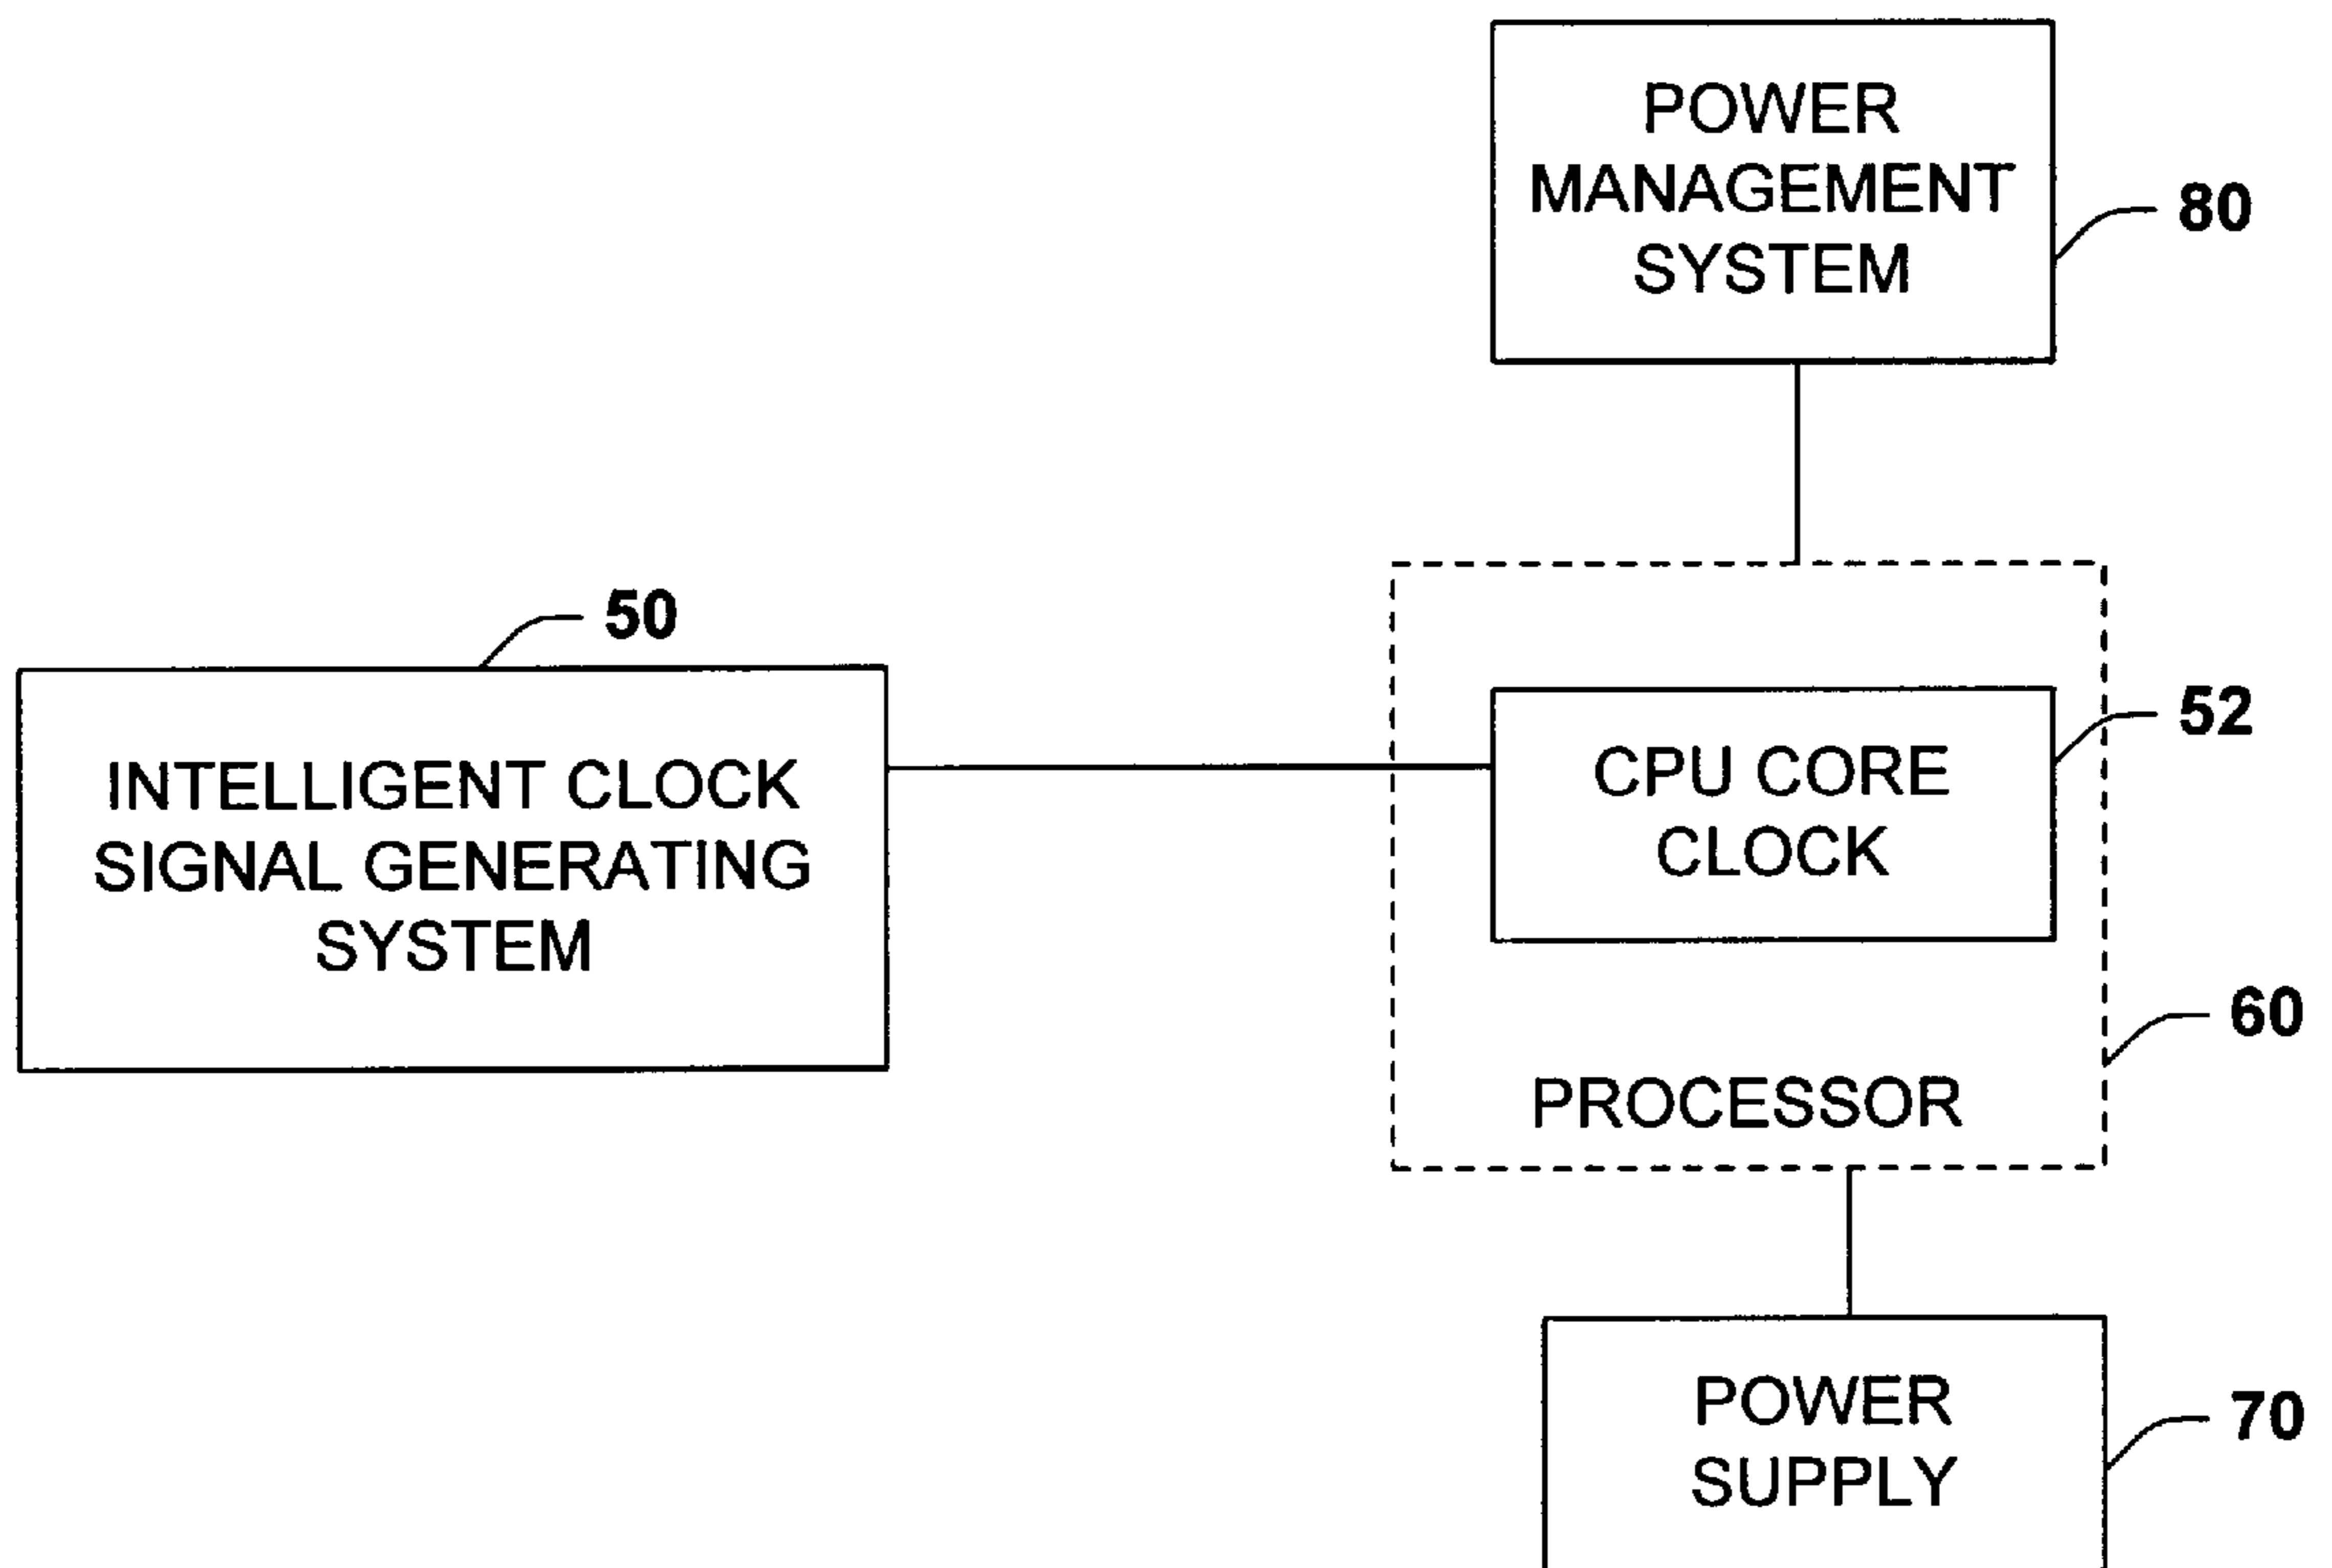 POWER
MANAGEMENT
SYSTEM
80
50
INTELLIGENT CLOCK
SIGNAL GENERATING
SYSTEM
CPU CORE
CLOCK
52
60
PROCESSOR
POWER
SUPPLY
70